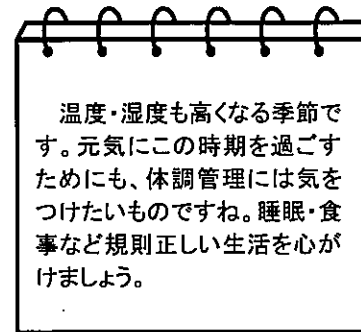 温度・湿度も高くなる季節で
す。元気にこの時期を過ごす
ためにも、体調管理には気を
つけたいものですね。睡眠・食
事など規則正しい生活を心が
けましょう。